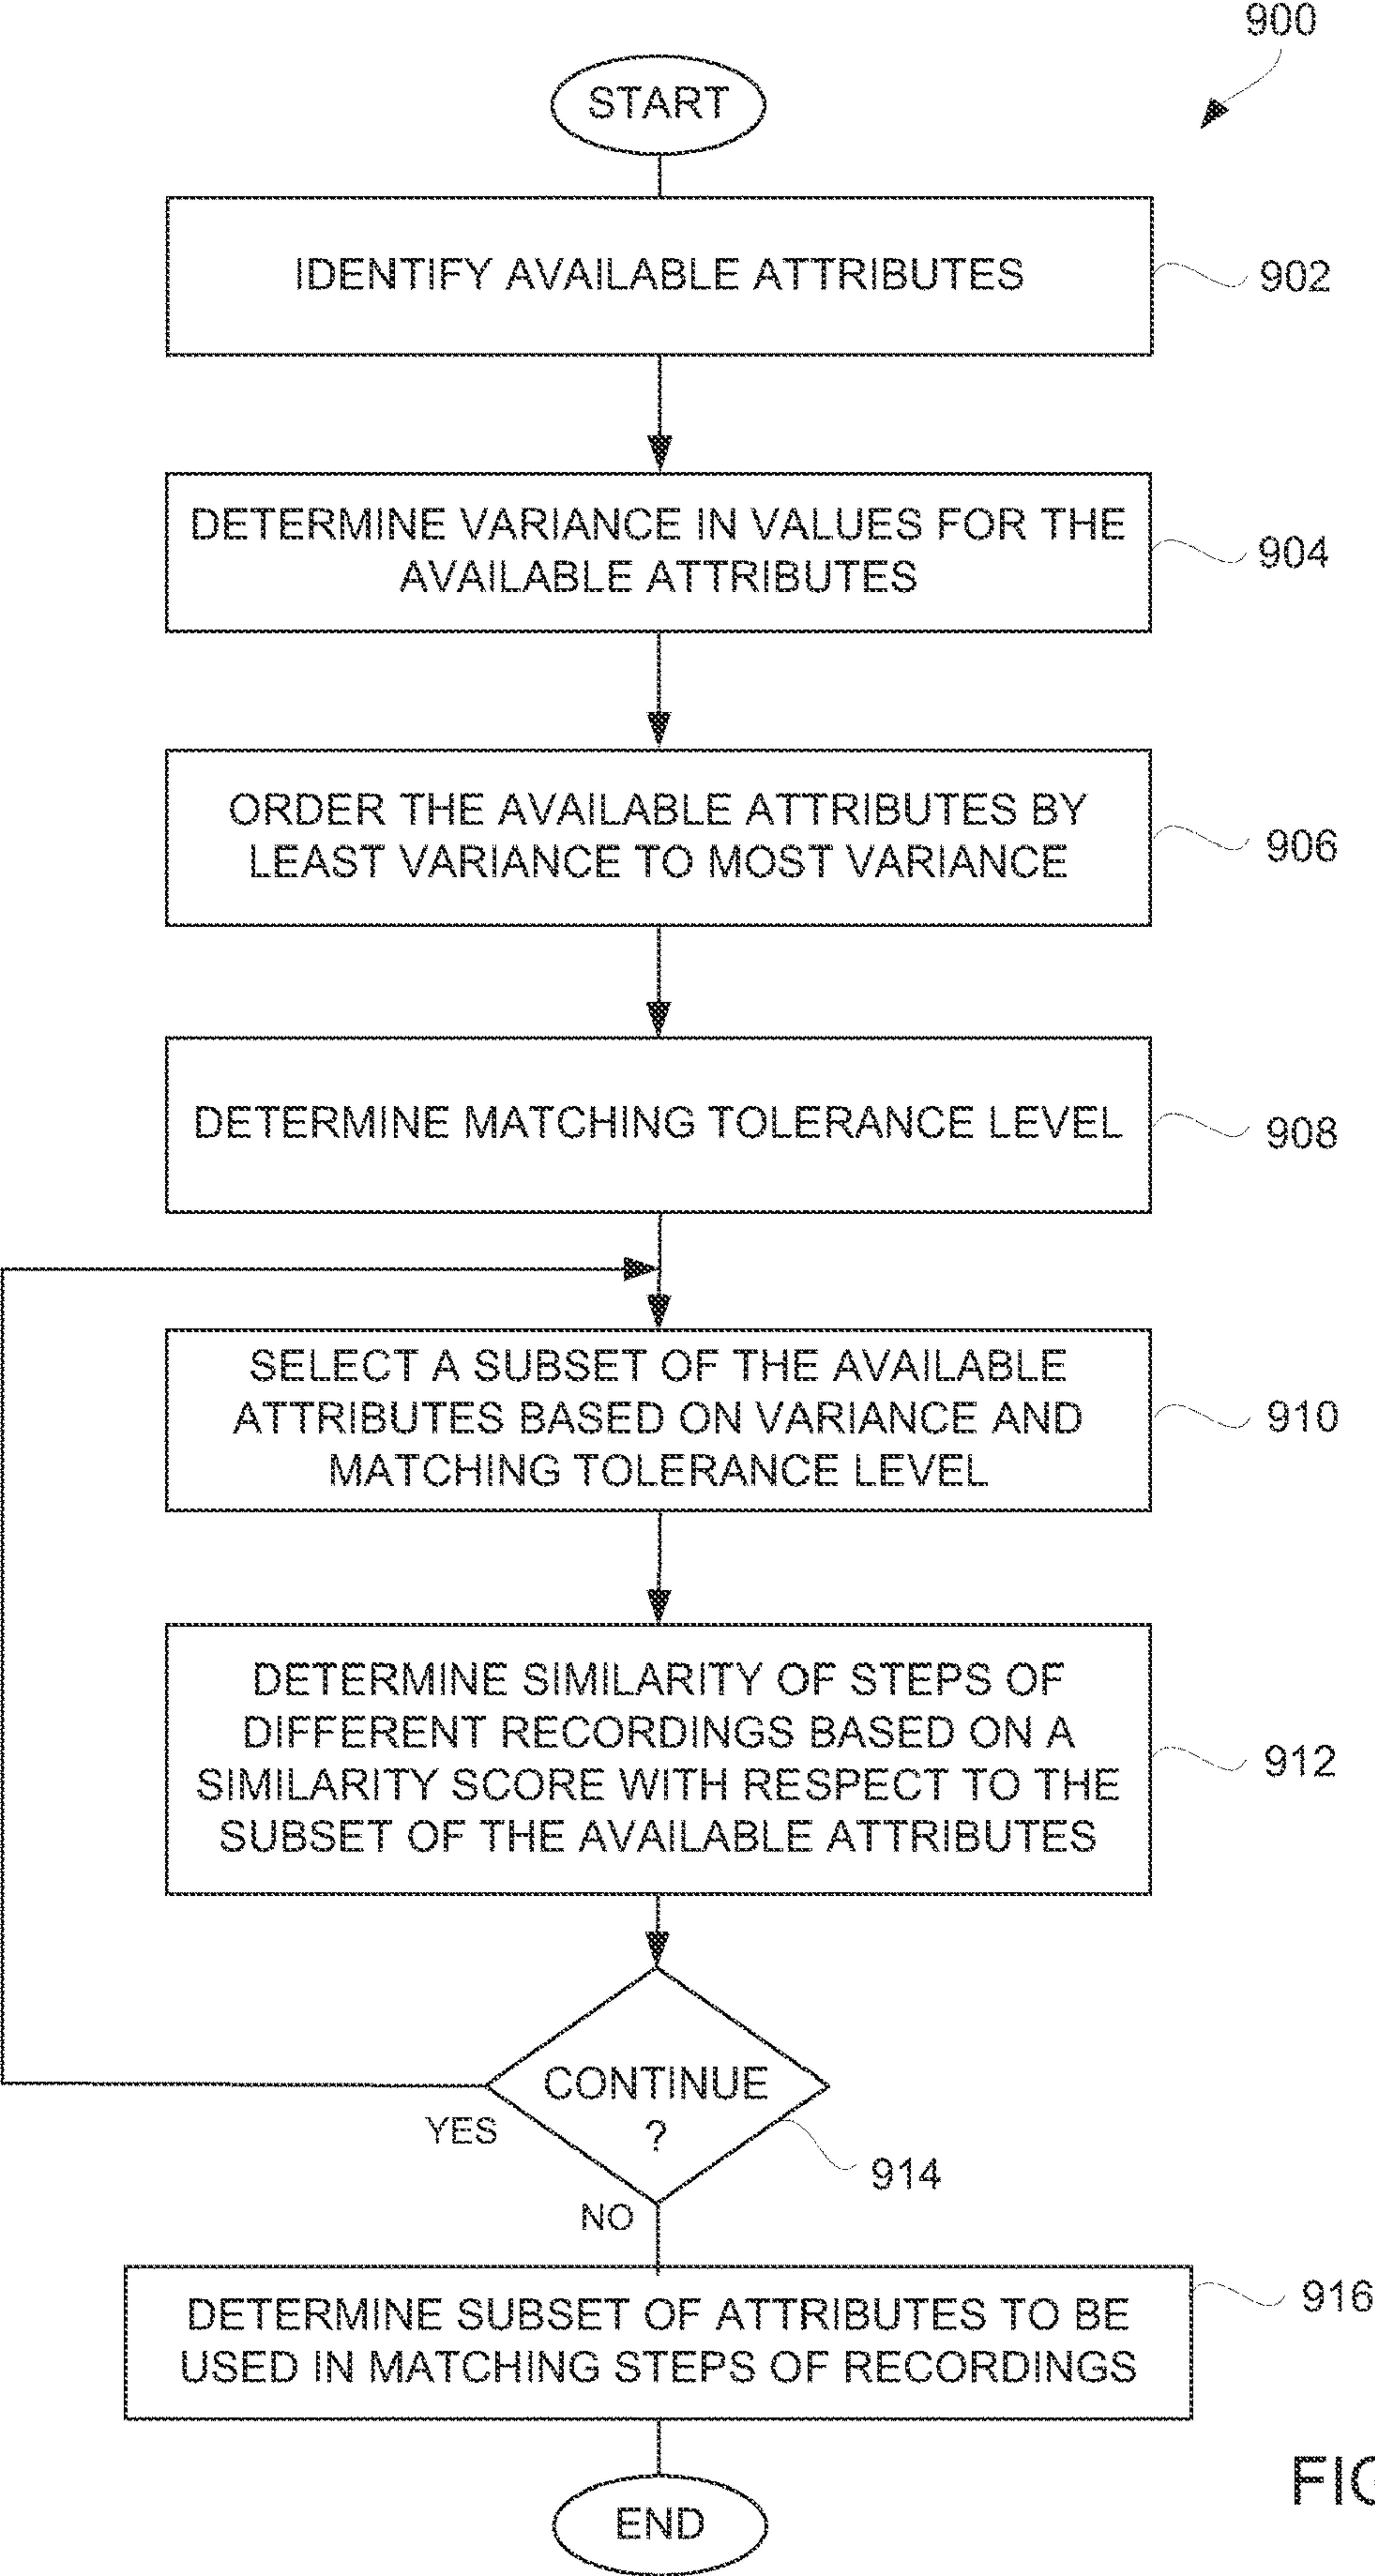 900
START
IDENTIFY AVAILABLE ATTRIBUTES
902
DETERMINE VARIANCE IN VALUES FOR THE
AVAILABLE ATTRIBUTES
904
ORDER THE AVAILABLE ATTRIBUTES BY
LEAST VARIANCE TO MOST VARIANCE
906
DETERMINE MATCHING TOLERANCE LEVEL
908
SELECT A SUBSET OF THE AVAILABLE
ATTRIBUTES BASED ON VARIANCE AND
MATCHING TOLERANCE LEVEL
910
DETERMINE SIMILARITY OF STEPS OF
DIFFERENT RECORDINGS BASED ON A
SIMILARITY SCORE WITH RESPECT TO THE
SUBSET OF THE AVAILABLE ATTRIBUTES
912
CONTINUE
?
YES
914
NO
DETERMINE SUBSET OF ATTRIBUTES TO BE
USED IN MATCHING STEPS OF RECORDINGS
916
END